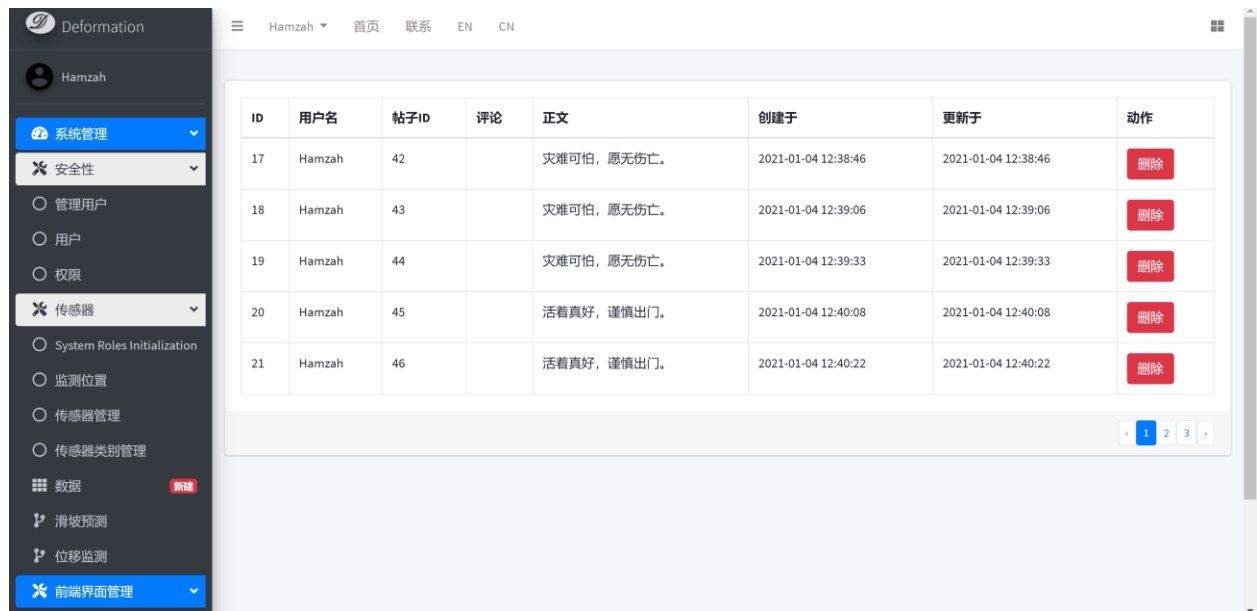 Deformation
Hamzah 首页 联系 EN CN
Hamzah
系统管理
安全性
管理用户
用户
权限
传感器
System Roles Initialization
监测位置
传感器管理
传感器类别管理
数据 新建
滑坡预测
位移监测
前端界面管理
ID 用户名 帖子ID 评论 正文 创建于 更新于 动作
17 Hamzah 42 灾难可怕，愿无伤亡。 2021-01-04 12:38:46 2021-01-04 12:38:46 删除
18 Hamzah 43 灾难可怕，愿无伤亡。 2021-01-04 12:39:06 2021-01-04 12:39:06 删除
19 Hamzah 44 灾难可怕，愿无伤亡。 2021-01-04 12:39:33 2021-01-04 12:39:33 删除
20 Hamzah 45 活着真好，谨慎出门。 2021-01-04 12:40:08 2021-01-04 12:40:08 删除
21 Hamzah 46 活着真好，谨慎出门。 2021-01-04 12:40:22 2021-01-04 12:40:22 删除
‹ 1 2 3 ›